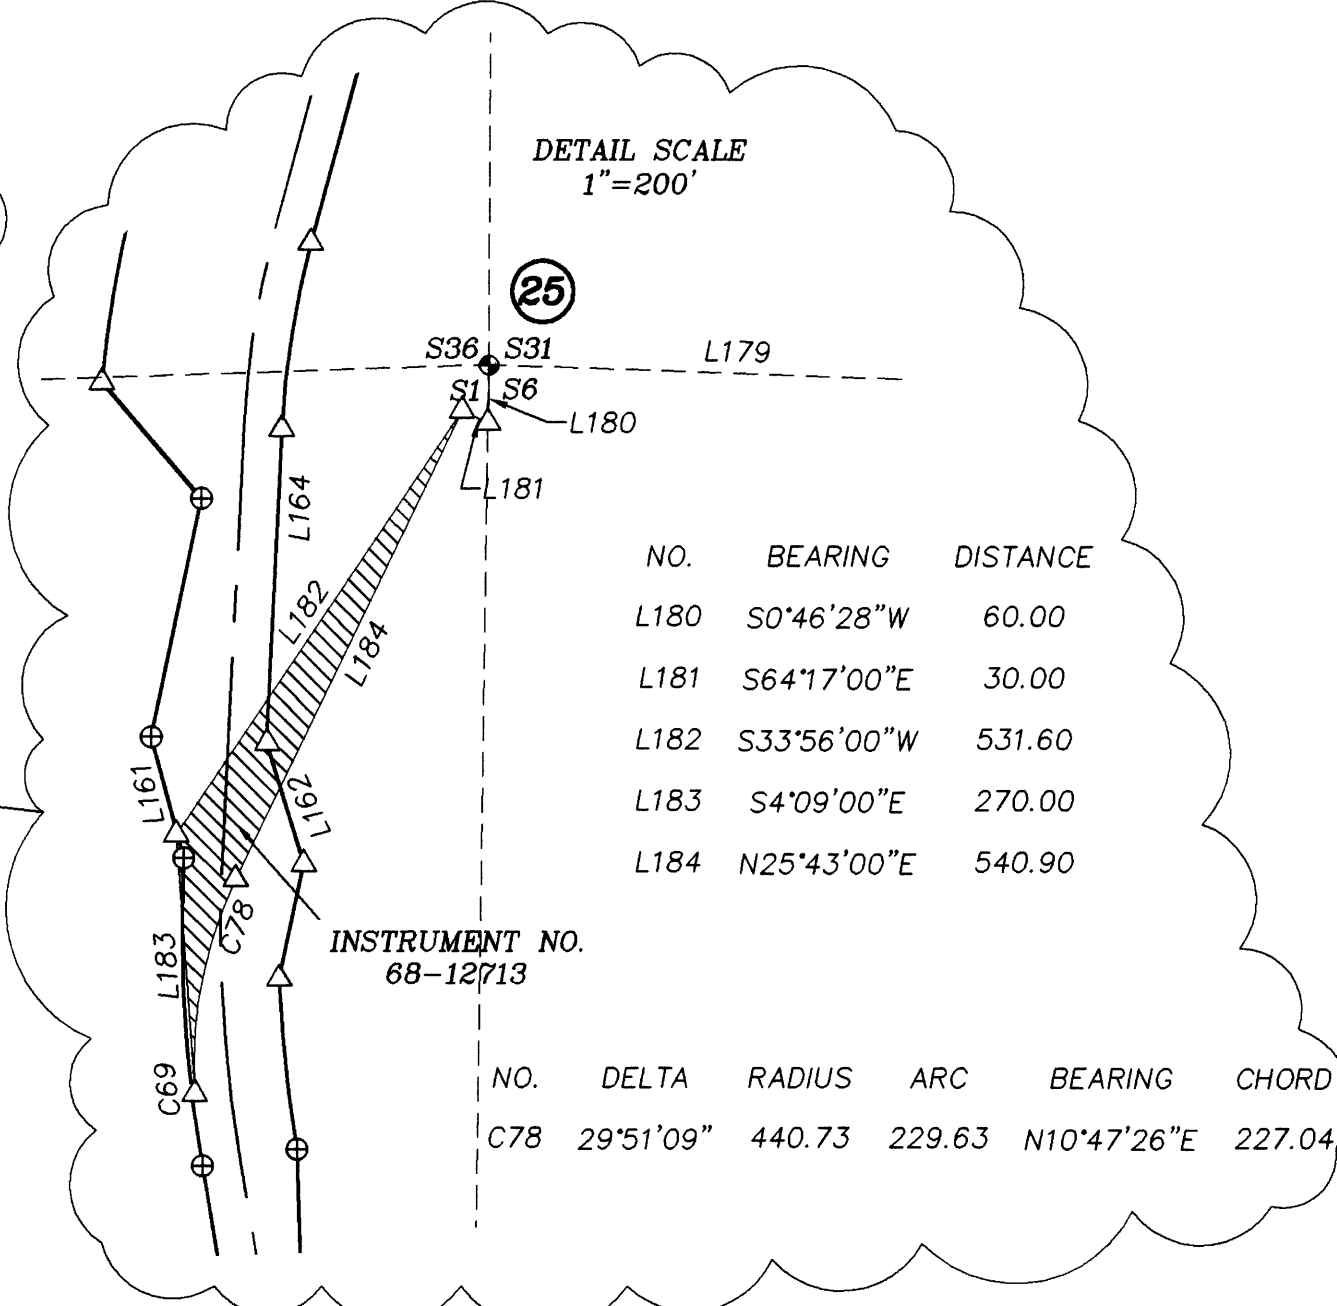 DETAIL SCALE
1"=200'
25
S36 S31
L179
S1 S6
L180
L181
L164
L182
L184
L161
L162
C78
L183
C69
INSTRUMENT NO.
68-12713
NO. BEARING DISTANCE
L180 S0°46'28"W 60.00
L181 S64°17'00"E 30.00
L182 S33°56'00"W 531.60
L183 S4°09'00"E 270.00
L184 N25°43'00"E 540.90
NO. DELTA RADIUS ARC BEARING CHORD
C78 29°51'09" 440.73 229.63 N10°47'26"E 227.04